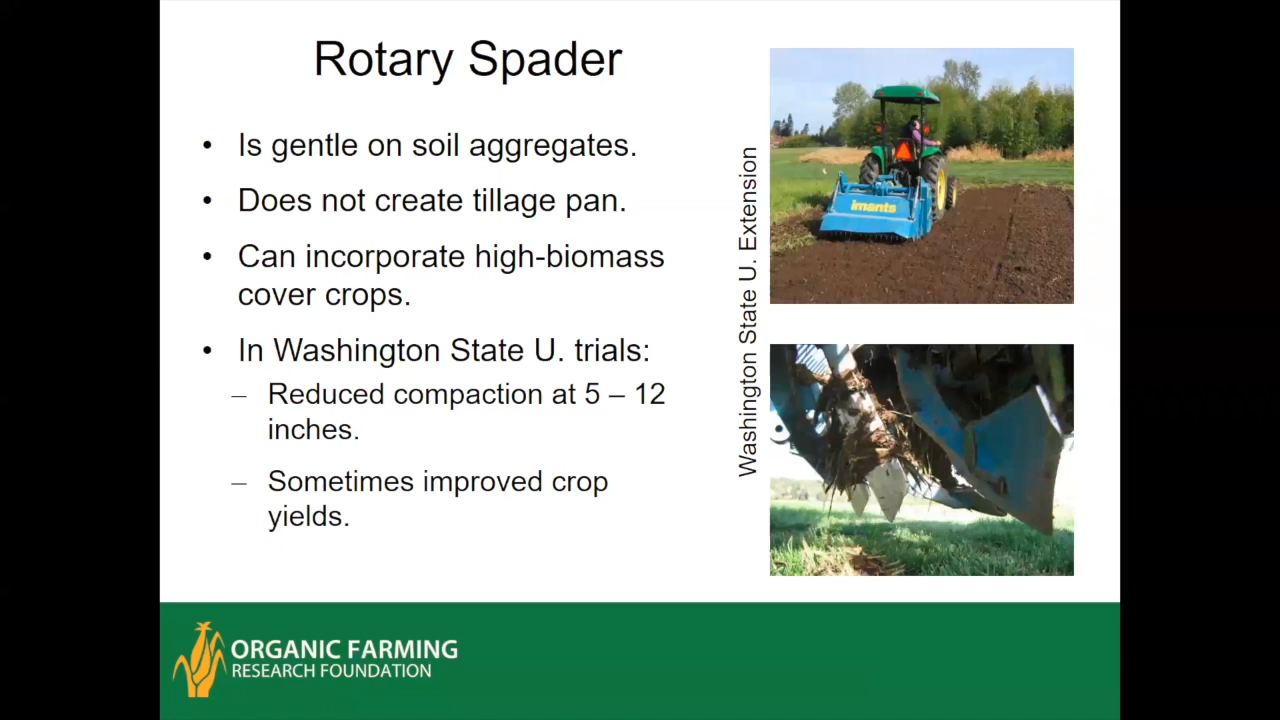 Rotary Spader
• Is gentle on soil aggregates.
• Does not create tillage pan.
• Can incorporate high-biomass
cover crops.
• In Washington State U. trials:
– Reduced compaction at 5 – 12
inches.
– Sometimes improved crop
yields.
Washington State U. Extension
imants
ORGANIC FARMING
RESEARCH FOUNDATION